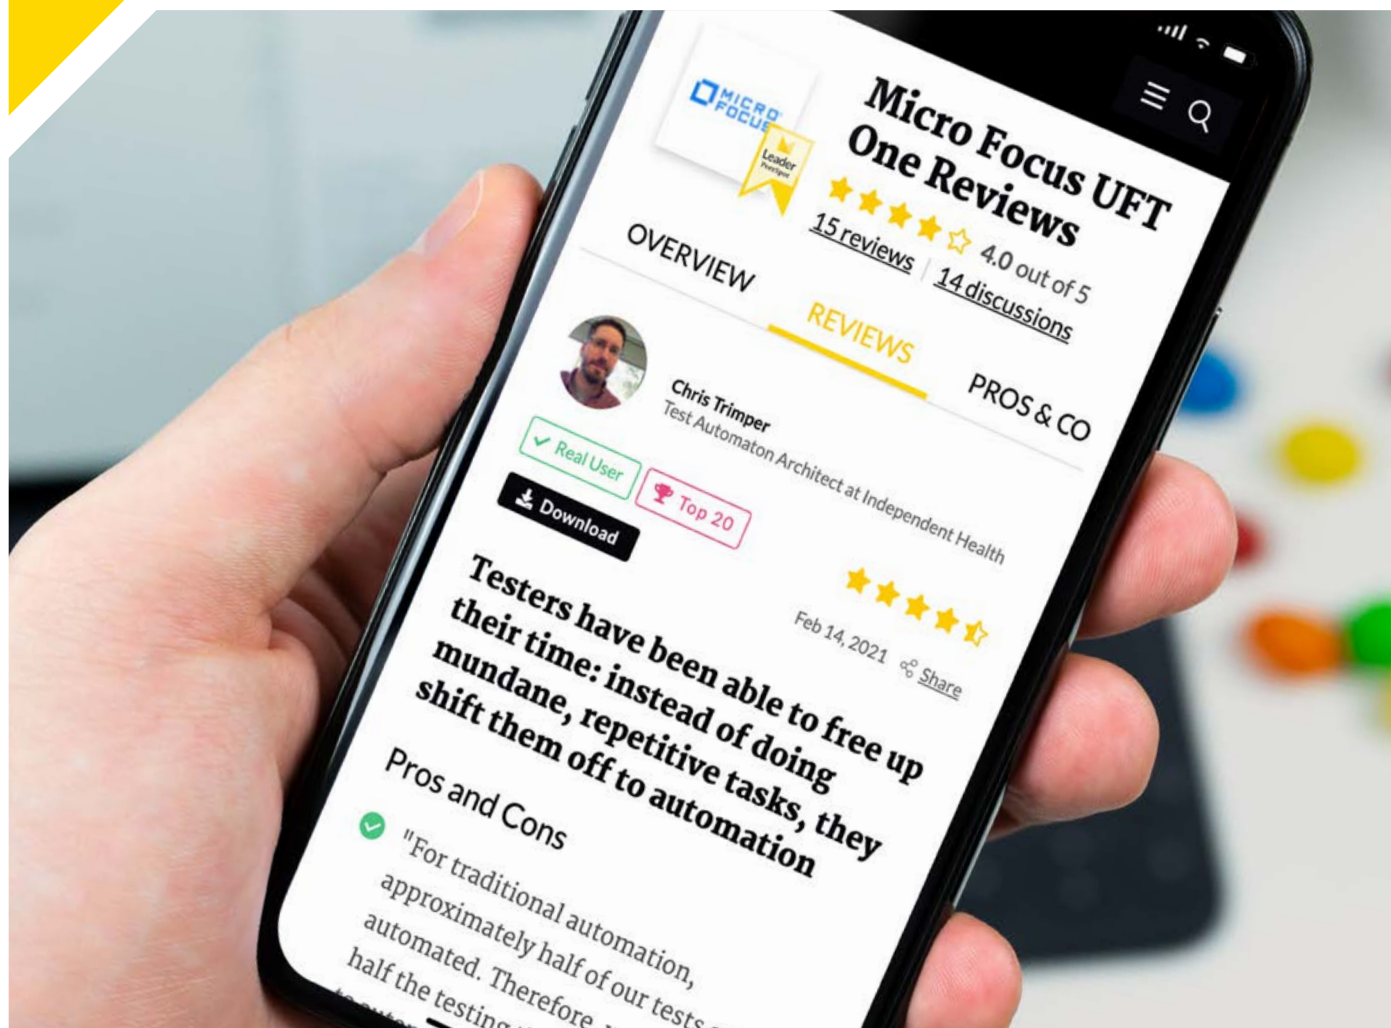 MICRO
FOCUS
Leader
PeerSpot
Micro Focus UFT
One Reviews
4.0 out of 5
15 reviews | 14 discussions
OVERVIEW
REVIEWS
PROS & CO
Chris Trimper
Test Automaton Architect at Independent Health
Real User
Top 20
Download
Feb 14, 2021
Share
Testers have been able to free up
their time: instead of doing
mundane, repetitive tasks, they
shift them off to automation
Pros and Cons
"For traditional automation,
approximately half of our tests
automated. Therefore,
half the testing